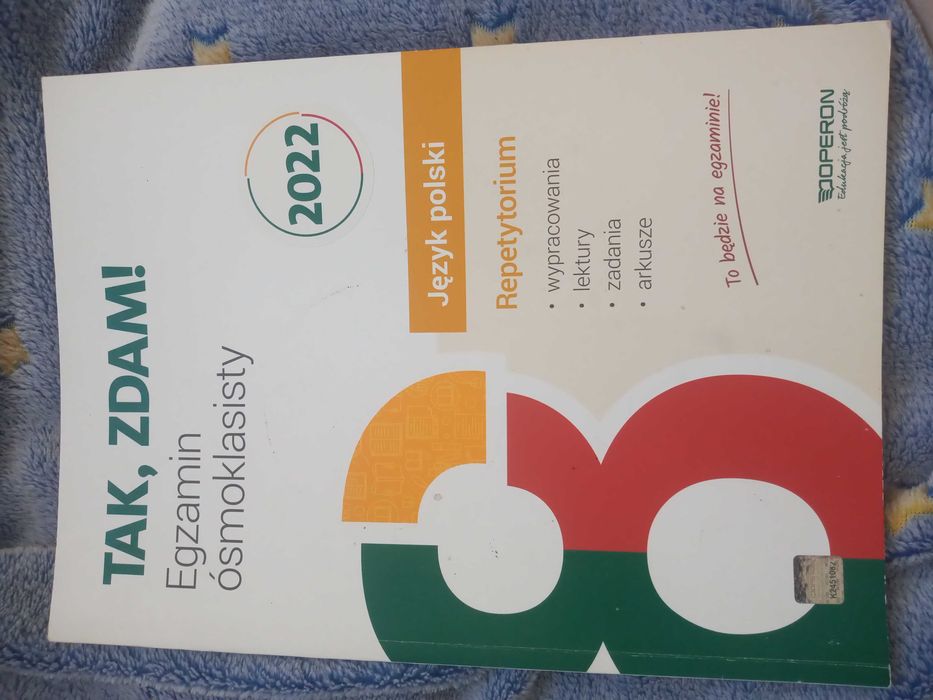 TAK, ZDAM!
Egzamin
ósmoklasisty
2022
Język polski
Repetytorium
• wypracowania
• lektury
• zadania
• arkusze
To będzie na egzaminie!
OPERON
Edukacja jest podróżą
K2451082